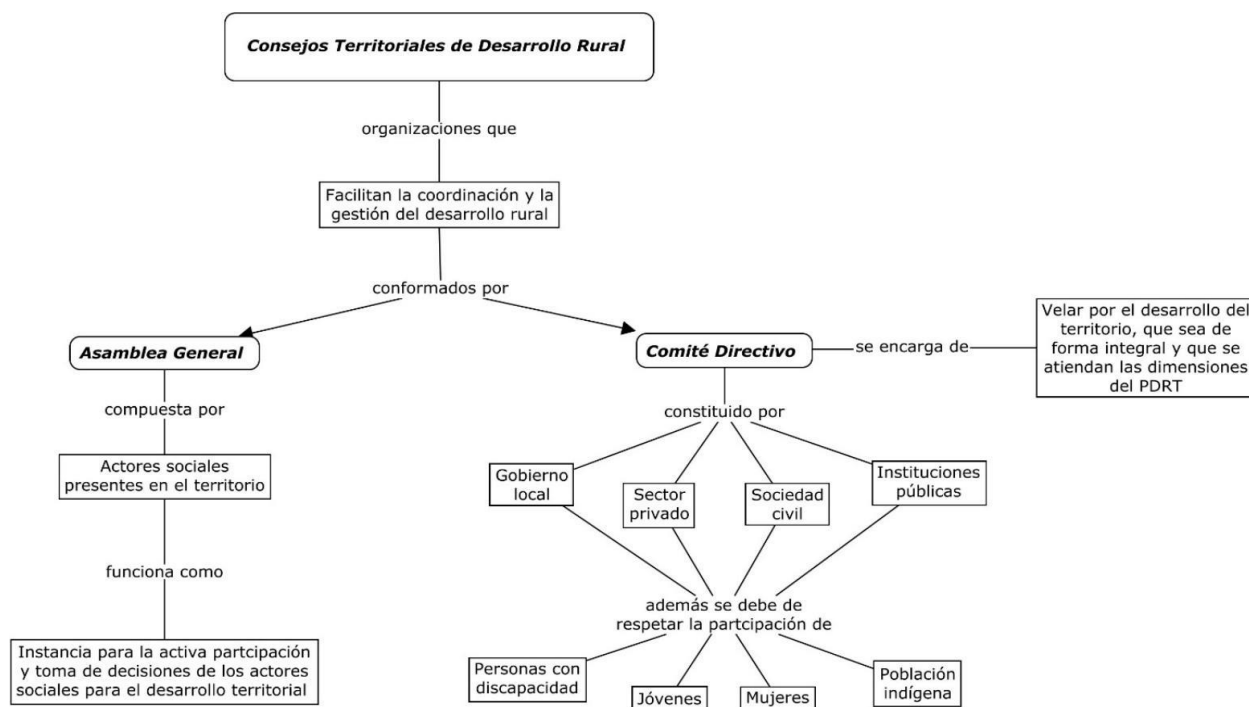 Consejos Territoriales de Desarrollo Rural
organizaciones que
Facilitan la coordinación y la
gestión del desarrollo rural
conformados por
Asamblea General
compuesta por
Actores sociales
presentes en el territorio
funciona como
Instancia para la activa partcipación
y toma de decisiones de los actores
sociales para el desarrollo territorial
Comité Directivo
se encarga de
Velar por el desarrollo del
territorio, que sea de
forma integral y que se
atiendan las dimensiones
del PDRT
constituido por
Gobierno
local
Sector
privado
Sociedad
civil
Instituciones
públicas
además se debe de
respetar la partcipación de
Personas con
discapacidad
Jóvenes
Mujeres
Población
indígena